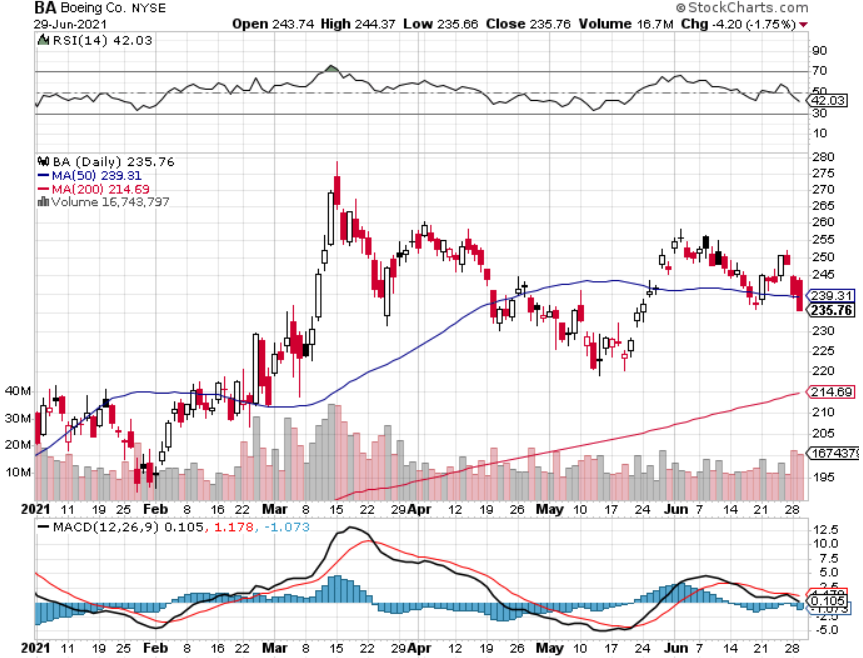 BA Boeing Co. NYSE © StockCharts.com
29-Jun-2021 Open 243.74 High 244.37 Low 235.66 Close 235.76 Volume 16.7M Chg -4.20 (-1.75%)
RSI(14) 42.03
90
70
50
42.03
30
10
BA (Daily) 235.76
MA(50) 239.31
MA(200) 214.69
Volume 16,743,797
280
275
270
265
260
255
250
245
239.31
235.76
230
225
220
214.69
210
205
1674379
195
40M
30M
20M
10M
2021 11 19 25 Feb 8 16 22 Mar 8 15 22 29 Apr 12 19 26 May 10 17 24 Jun 7 14 21 28
MACD(12,26,9) 0.105, 1.178, -1.073
12.5
10.0
7.5
5.0
0.105
-1.073
-5.0
2021 11 19 25 Feb 8 16 22 Mar 8 15 22 29 Apr 12 19 26 May 10 17 24 Jun 7 14 21 28